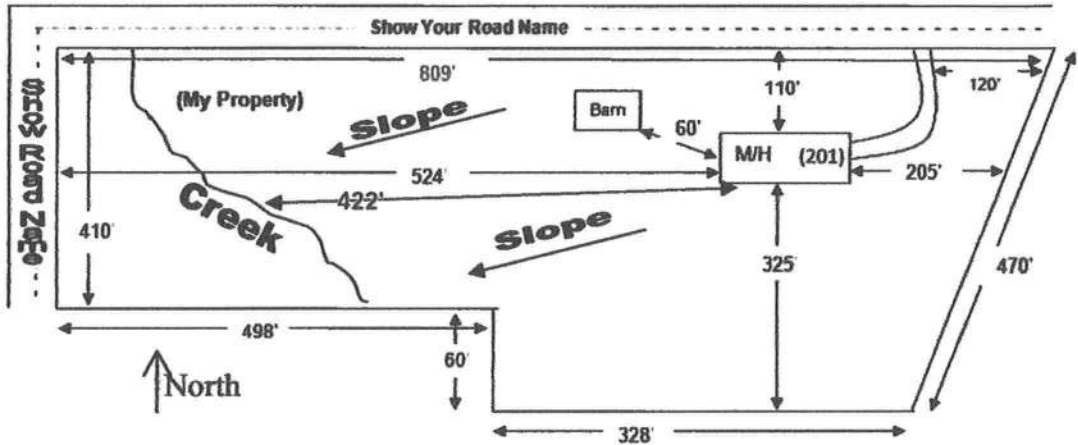 Show Your Road Name
Show Road Name
809'
110'
120'
(My Property)
Slope
Barn
60'
M/H (201)
524'
205'
422'
Creek
410'
Slope
325'
470'
498'
60'
North
328'